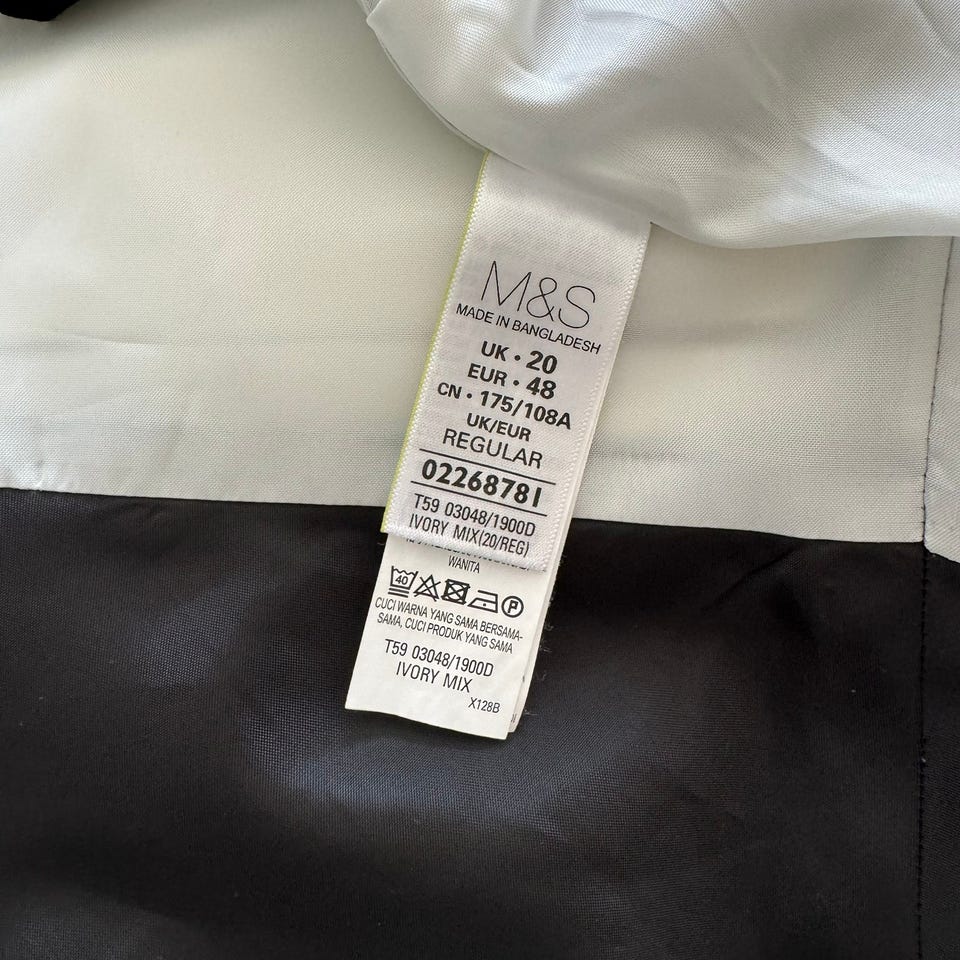 M&S
MADE IN BANGLADESH
UK • 20
EUR • 48
CN • 175/108A
UK/EUR
REGULAR
02268781
T59 03048/1900D
IVORY MIX(20/REG)
WANITA
40 P
CUCI WARNA YANG SAMA BERSAMA-
SAMA, CUCI PRODUK YANG SAMA
T59 03048/1900D
IVORY MIX
X128B